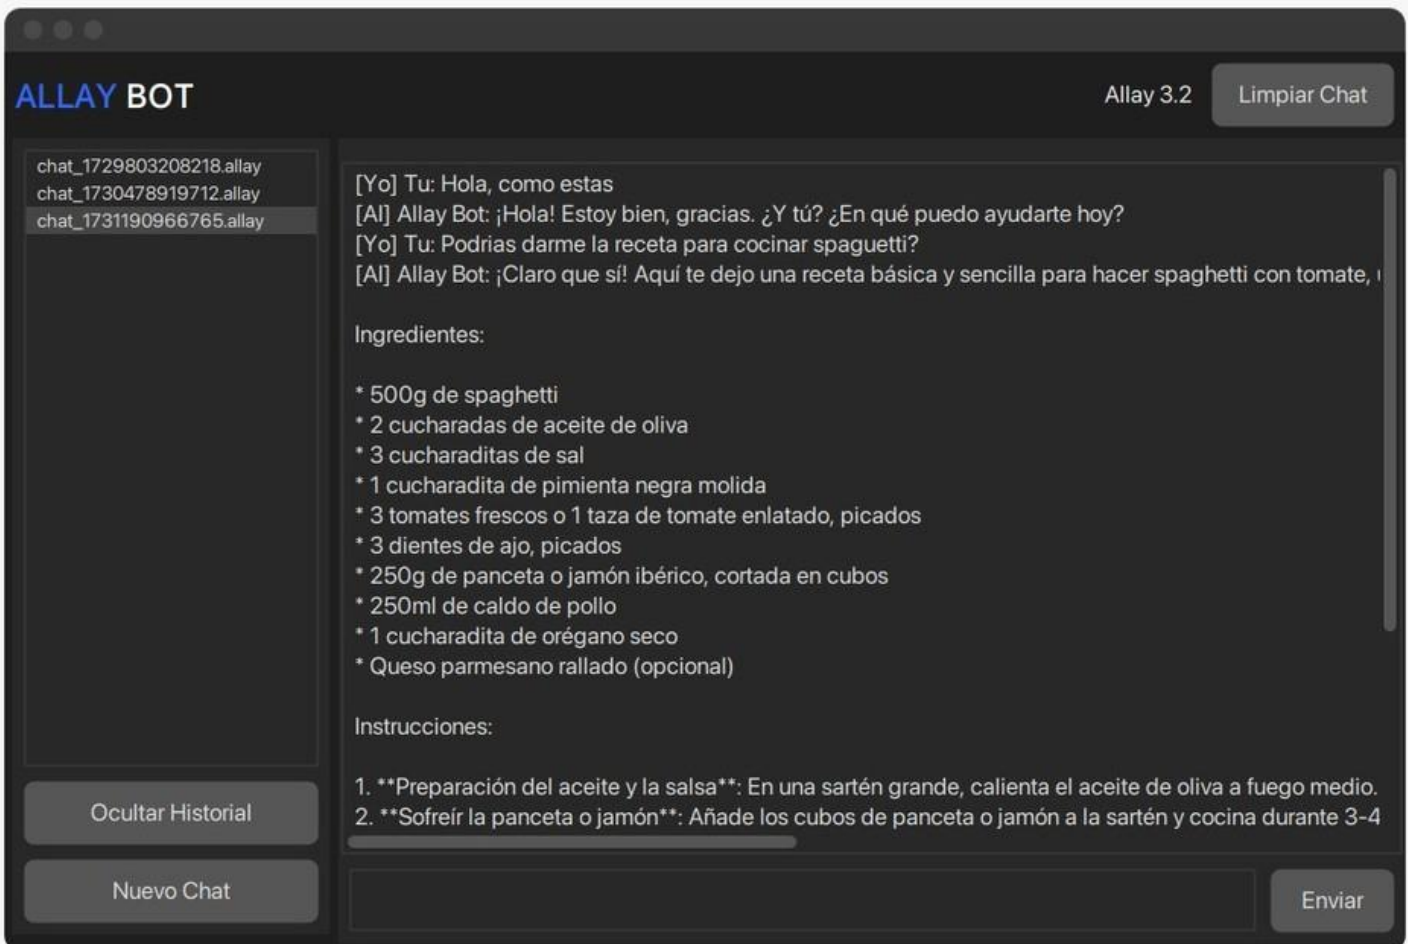 ALLAY BOT
Allay 3.2
Limpiar Chat
chat_1729803208218.allay
chat_1730478919712.allay
chat_1731190966765.allay
[Yo] Tu: Hola, como estas
[AI] Allay Bot: ¡Hola! Estoy bien, gracias. ¿Y tú? ¿En qué puedo ayudarte hoy?
[Yo] Tu: Podrias darme la receta para cocinar spaguetti?
[AI] Allay Bot: ¡Claro que sí! Aquí te dejo una receta básica y sencilla para hacer spaghetti con tomate,
Ingredientes:
* 500g de spaghetti
* 2 cucharadas de aceite de oliva
* 3 cucharaditas de sal
* 1 cucharadita de pimienta negra molida
* 3 tomates frescos o 1 taza de tomate enlatado, picados
* 3 dientes de ajo, picados
* 250g de panceta o jamón ibérico, cortada en cubos
* 250ml de caldo de pollo
* 1 cucharadita de orégano seco
* Queso parmesano rallado (opcional)
Instrucciones:
1. **Preparación del aceite y la salsa**: En una sartén grande, calienta el aceite de oliva a fuego medio.
2. **Sofreír la panceta o jamón**: Añade los cubos de panceta o jamón a la sartén y cocina durante 3-4
Ocultar Historial
Nuevo Chat
Enviar